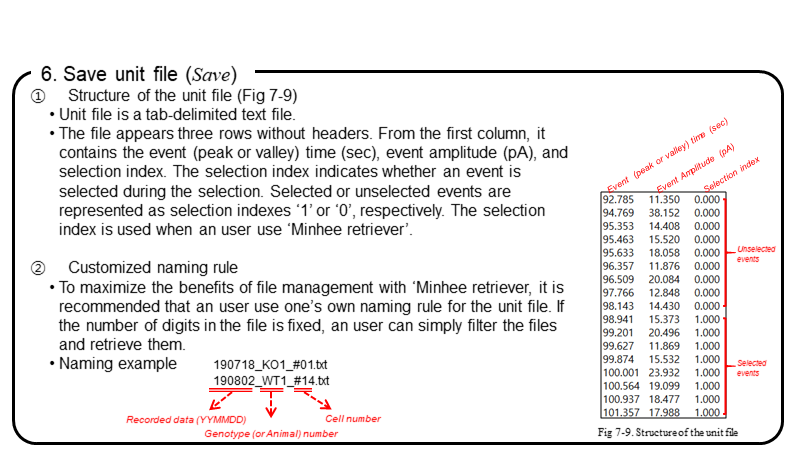 6. Save unit file (Save)
① Structure of the unit file (Fig 7-9)
• Unit file is a tab-delimited text file.
• The file appears three rows without headers. From the first column, it
contains the event (peak or valley) time (sec), event amplitude (pA), and
selection index. The selection index indicates whether an event is
selected during the selection. Selected or unselected events are
represented as selection indexes ‘1’ or ‘0’, respectively. The selection
index is used when an user use ‘Minhee retriever’.
② Customized naming rule
• To maximize the benefits of file management with ‘Minhee retriever, it is
recommended that an user use one’s own naming rule for the unit file. If
the number of digits in the file is fixed, an user can simply filter the files
and retrieve them.
• Naming example 190718_KO1_#01.txt
190802_WT1_#14.txt
Recorded data (YYMMDD)
Cell number
Genotype (or Animal) number
Event (peak or valley) time (sec)
Event Amplitude (pA)
Selection index
92.785 11.350 0.000
94.769 38.152 0.000
95.353 14.408 0.000
95.463 15.520 0.000
95.633 18.058 0.000
96.357 11.876 0.000
96.509 20.084 0.000
97.766 12.848 0.000
98.143 14.430 0.000
98.941 15.373 1.000
99.201 20.496 1.000
99.627 11.869 1.000
99.874 15.532 1.000
100.001 23.932 1.000
100.564 19.099 1.000
100.937 18.477 1.000
101.357 17.988 1.000
Unselected
events
Selected
events
Fig 7-9. Structure of the unit file